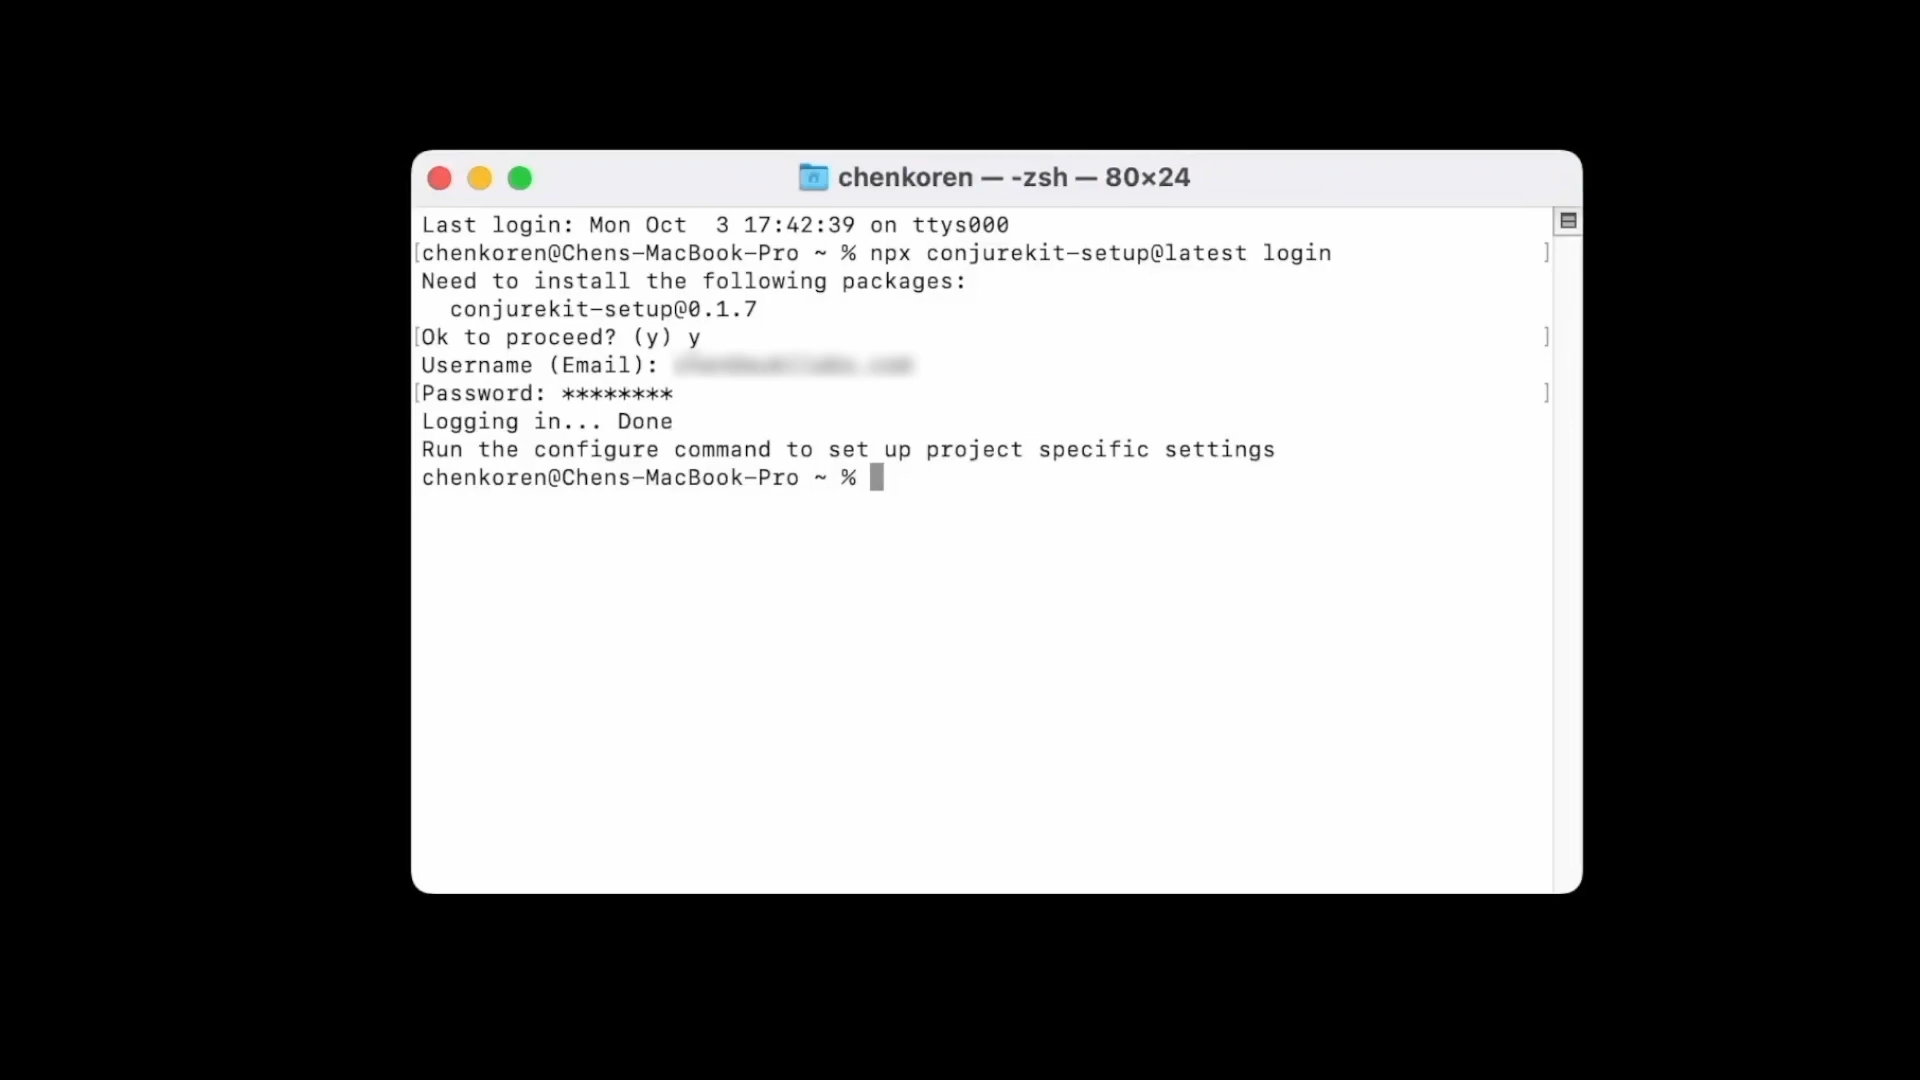 chenkoren — -zsh — 80×24
Last login: Mon Oct  3 17:42:39 on ttys000
[chenkoren@Chens-MacBook-Pro ~ % npx conjurekit-setup@latest login ]
Need to install the following packages:
  conjurekit-setup@0.1.7
[Ok to proceed? (y) y ]
Username (Email):
[Password: ******** ]
Logging in... Done
Run the configure command to set up project specific settings
chenkoren@Chens-MacBook-Pro ~ %